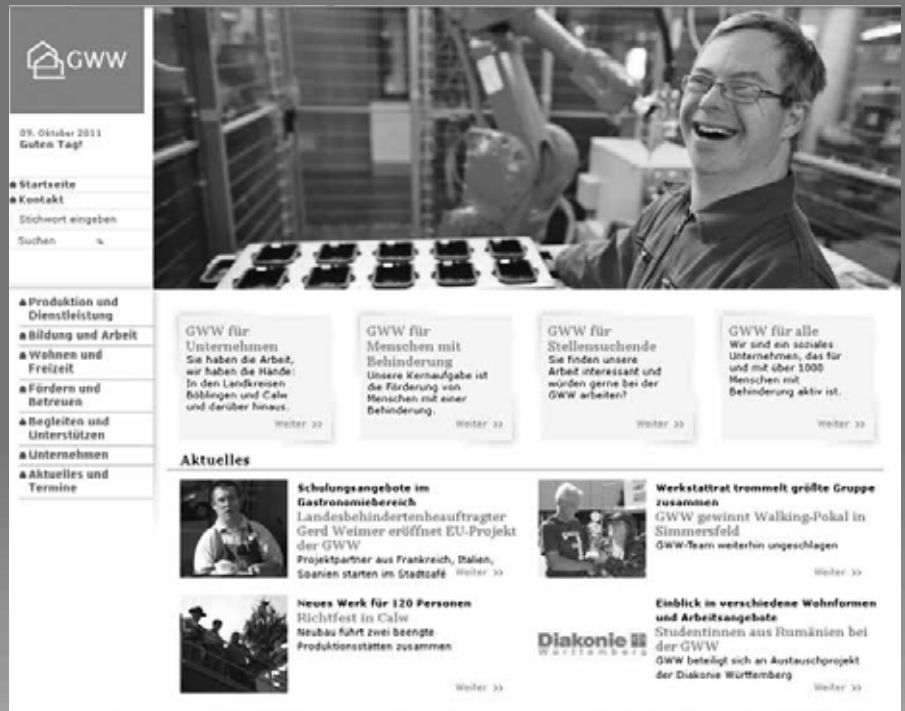 GWW
09. Oktober 2011
Guten Tag!
Startseite
Kontakt
Stichwort eingeben
Suchen
Produktion und
Dienstleistung
Bildung und Arbeit
Wohnen und
Freizeit
Fördern und
Betreuen
Begleiten und
Unterstützen
Unternehmen
Aktuelles und
Termine
GWW für
Unternehmen
Sie haben die Arbeit,
wir haben die Hände:
In den Landkreisen
Böblingen und Calw
und darüber hinaus.
Weiter >>
GWW für
Menschen mit
Behinderung
Unsere Kernaufgabe ist
die Förderung von
Menschen mit einer
Behinderung.
Weiter >>
GWW für
Stellensuchende
Sie finden unsere
Arbeit interessant und
würden gerne bei der
GWW arbeiten?
Weiter >>
GWW für alle
Wir sind ein soziales
Unternehmen, das für
und mit über 1000
Menschen mit
Behinderung aktiv ist.
Weiter >>
Aktuelles
Schulungsangebote im
Gastronomiebereich
Landesbehindertenbeauftragter
Gerd Weimer eröffnet EU-Projekt
der GWW
Projektpartner aus Frankreich, Italien,
Spanien starten im Stadtcafé Weiter >>
Werkstattrat trommelt größte Gruppe
zusammen
GWW gewinnt Walking-Pokal in
Simmersfeld
GWW-Team weiterhin ungeschlagen
Weiter >>
Neues Werk für 120 Personen
Richtfest in Calw
Neubau führt zwei beengte
Produktionsstätten zusammen
Weiter >>
Diakonie
Württemberg
Einblick in verschiedene Wohnformen
und Arbeitsangebote
Studentinnen aus Rumänien bei
der GWW
GWW beteiligt sich an Austauschprojekt
der Diakonie Württemberg
Weiter >>